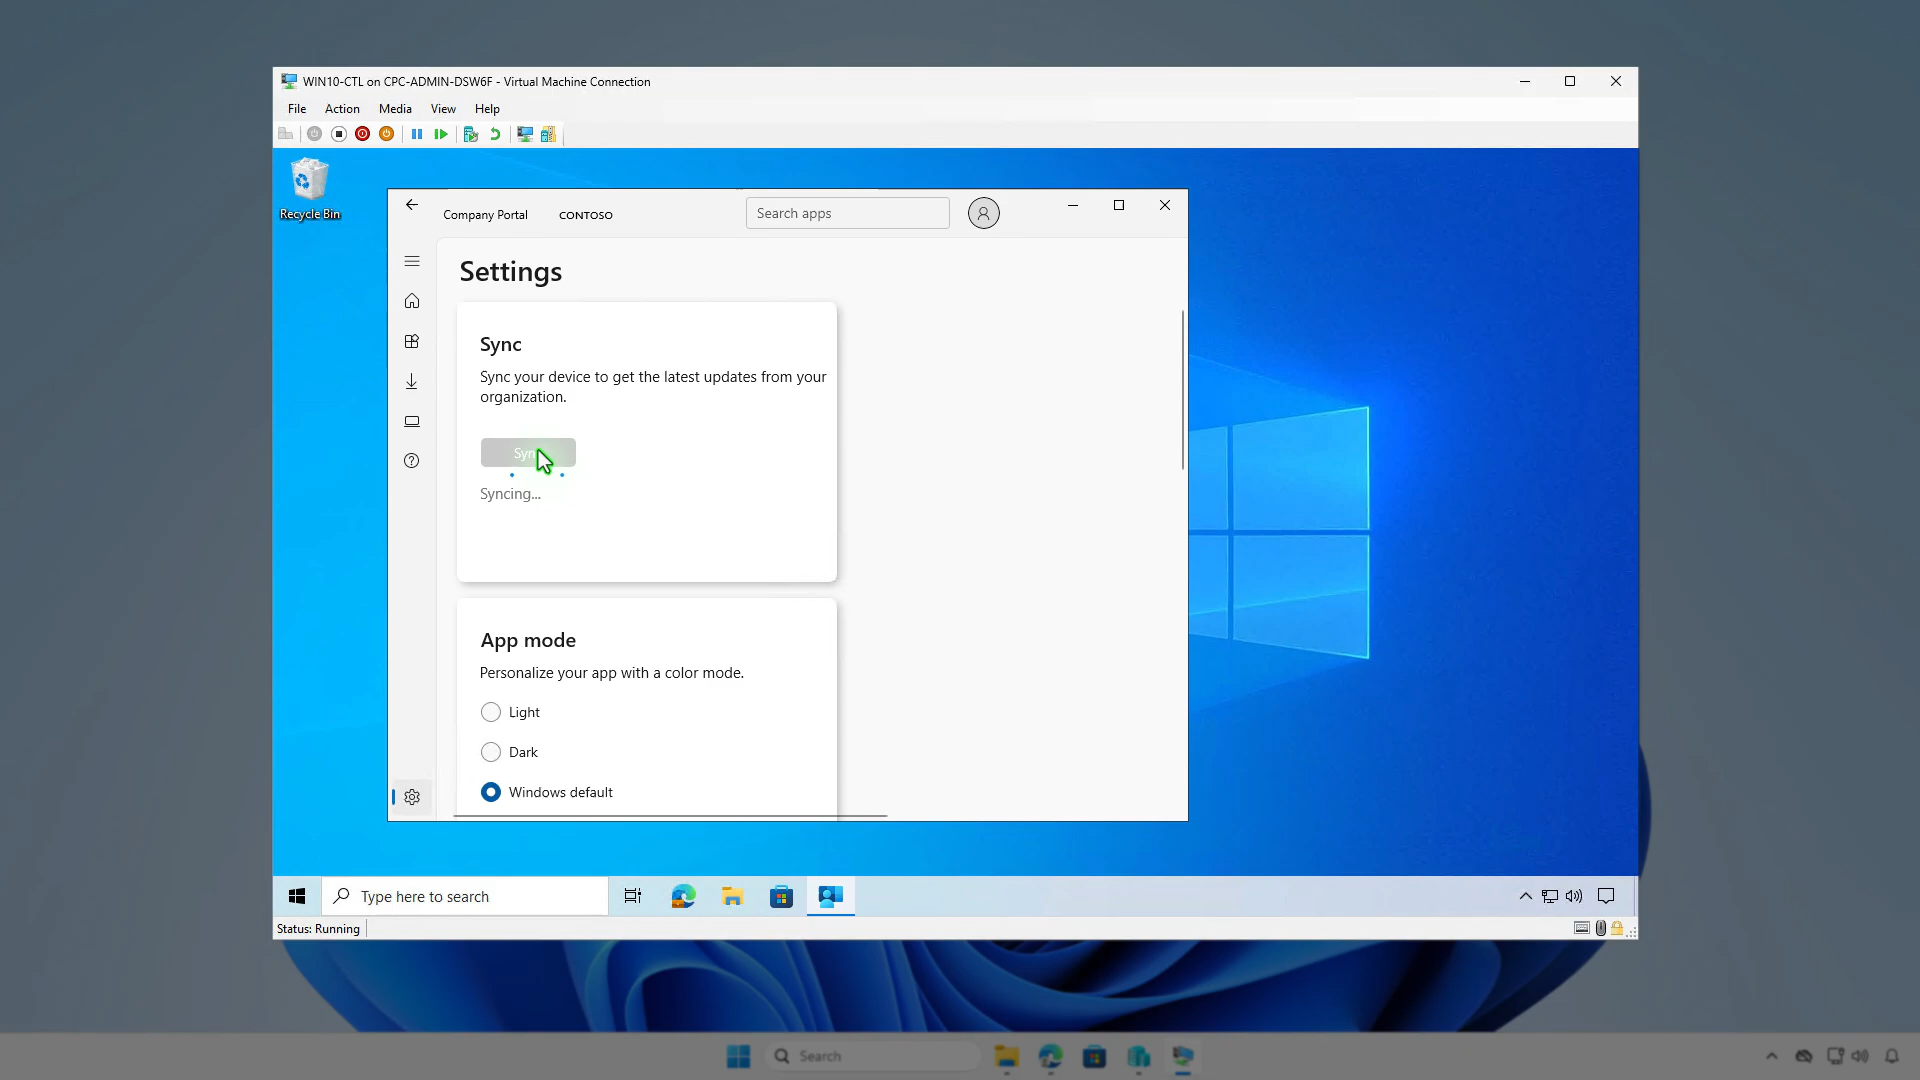 WIN10-CTL on CPC-ADMIN-DSW6F - Virtual Machine Connection
File Action Media View Help
Recycle Bin
Company Portal CONTOSO
Search apps
Settings
Sync
Sync your device to get the latest updates from your
organization.
Syncing...
App mode
Personalize your app with a color mode.
Light
Dark
Windows default
Type here to search
Status: Running
Search